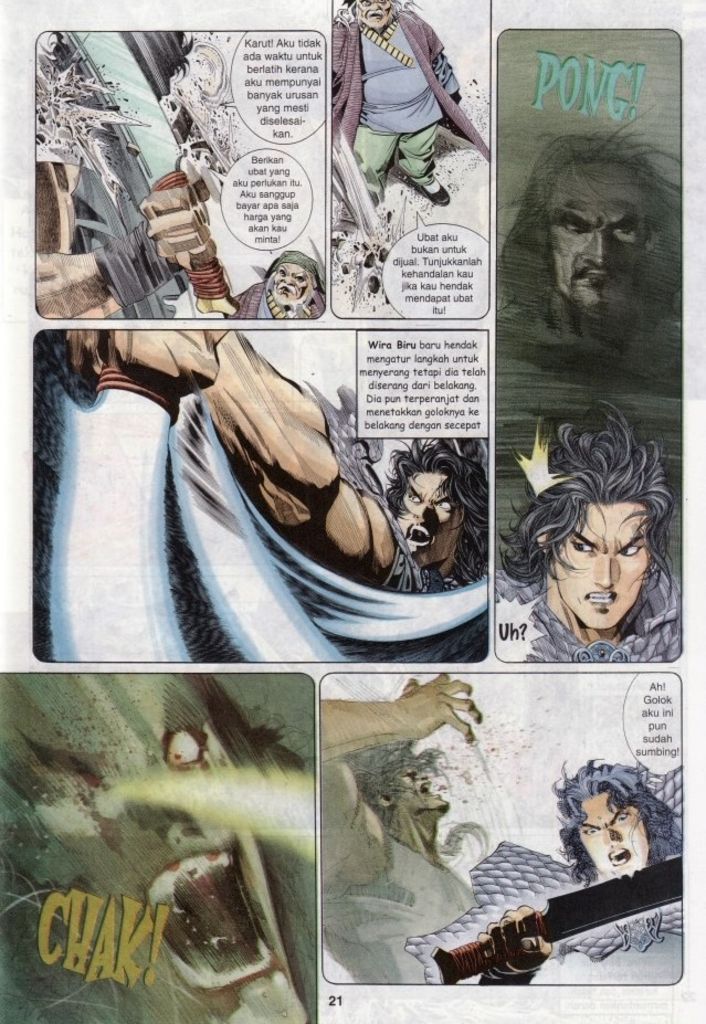 Karut! Aku tidak
ada waktu untuk
berlatih kerana
aku mempunyai
banyak urusan
yang mesti
diselesai-
kan.
Berikan
ubat yang
aku perlukan itu.
Aku sanggup
bayar apa saja
harga yang
akan kau
minta!
Ubat aku
bukan untuk
dijual. Tunjukkanlah
kehandalan kau
jika kau hendak
mendapat ubat
itu!
PONG!
Wira Biru baru hendak
mengatur langkah untuk
menyerang tetapi dia telah
diserang dari belakang.
Dia pun terperanjat dan
menetakkan goloknya ke
belakang dengan secepat
Uh?
CHAK!
Ah!
Golok
aku ini
pun
sudah
sumbing!
21